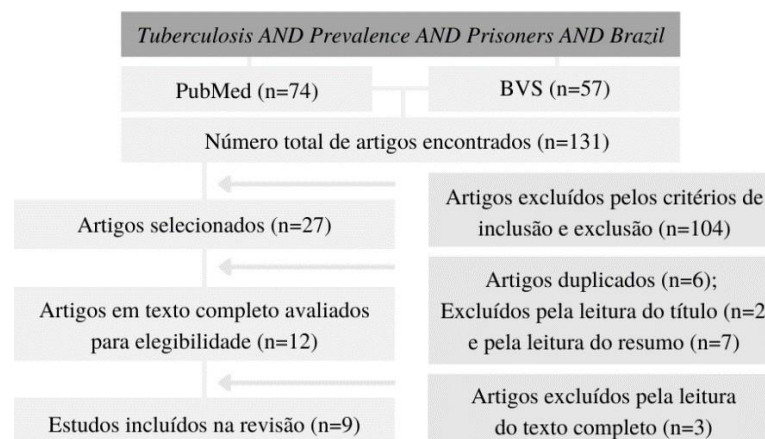 Tuberculosis AND Prevalence AND Prisoners AND Brazil
PubMed (n=74)
BVS (n=57)
Número total de artigos encontrados (n=131)
Artigos excluídos pelos critérios de
inclusão e exclusão (n=104)
Artigos selecionados (n=27)
Artigos duplicados (n=6);
Excluídos pela leitura do título (n=2
e pela leitura do resumo (n=7)
Artigos em texto completo avaliados
para elegibilidade (n=12)
Artigos excluídos pela leitura
do texto completo (n=3)
Estudos incluídos na revisão (n=9)